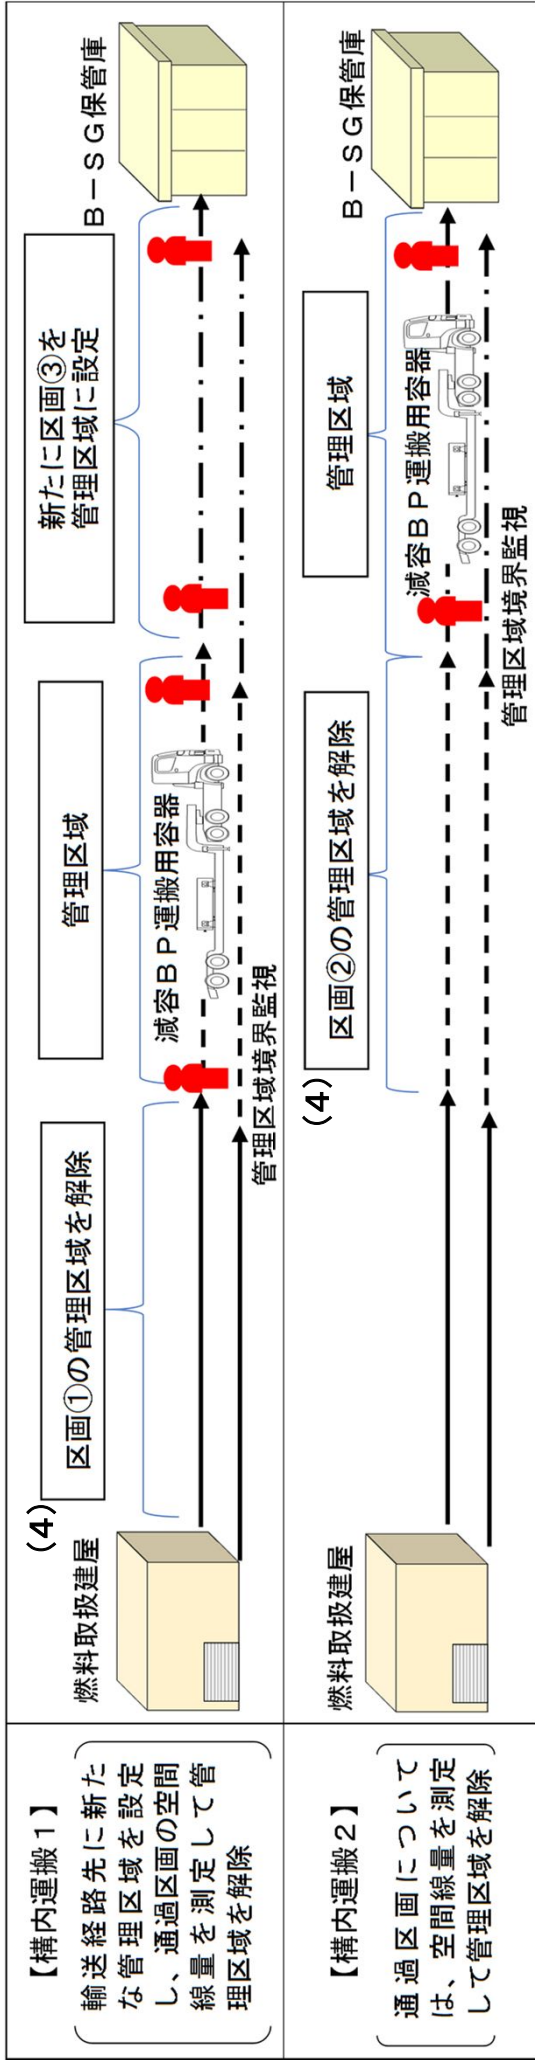 【構内運搬1】
輸送経路先に新た
な管理区域を設定
し、通過区画の空間
線量を測定して管
理区域を解除
(4)
区画①の管理区域を解除
管理区域
新たに区画③を
管理区域に設定
燃料取扱建屋
減容BP運搬用容器
B－SG保管庫
管理区域境界監視
【構内運搬2】
通過区画について
は、空間線量を測定
して管理区域を解除
(4)
区画②の管理区域を解除
管理区域
燃料取扱建屋
減容BP運搬用容器
B－SG保管庫
管理区域境界監視